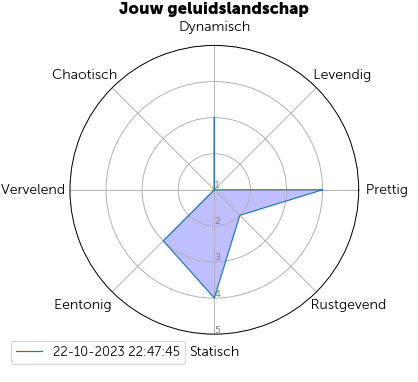 Jouw geluidslandschap
Dynamisch
Chaotisch
Levendig
Vervelend
1
Prettig
2
3
4
Eentonig
Rustgevend
5
22-10-2023 22:47:45
Statisch